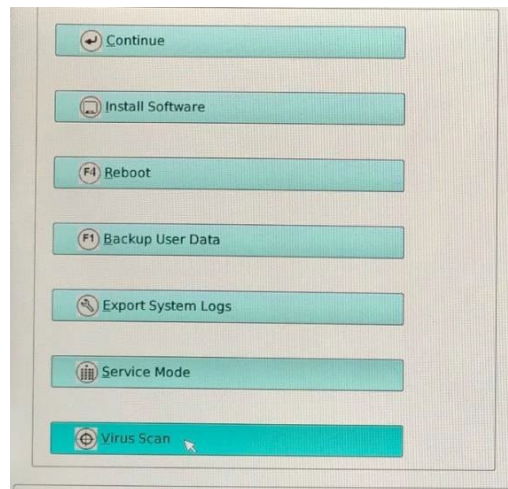 Continue
Install Software
F4 Reboot
F1 Backup User Data
Export System Logs
Service Mode
Virus Scan